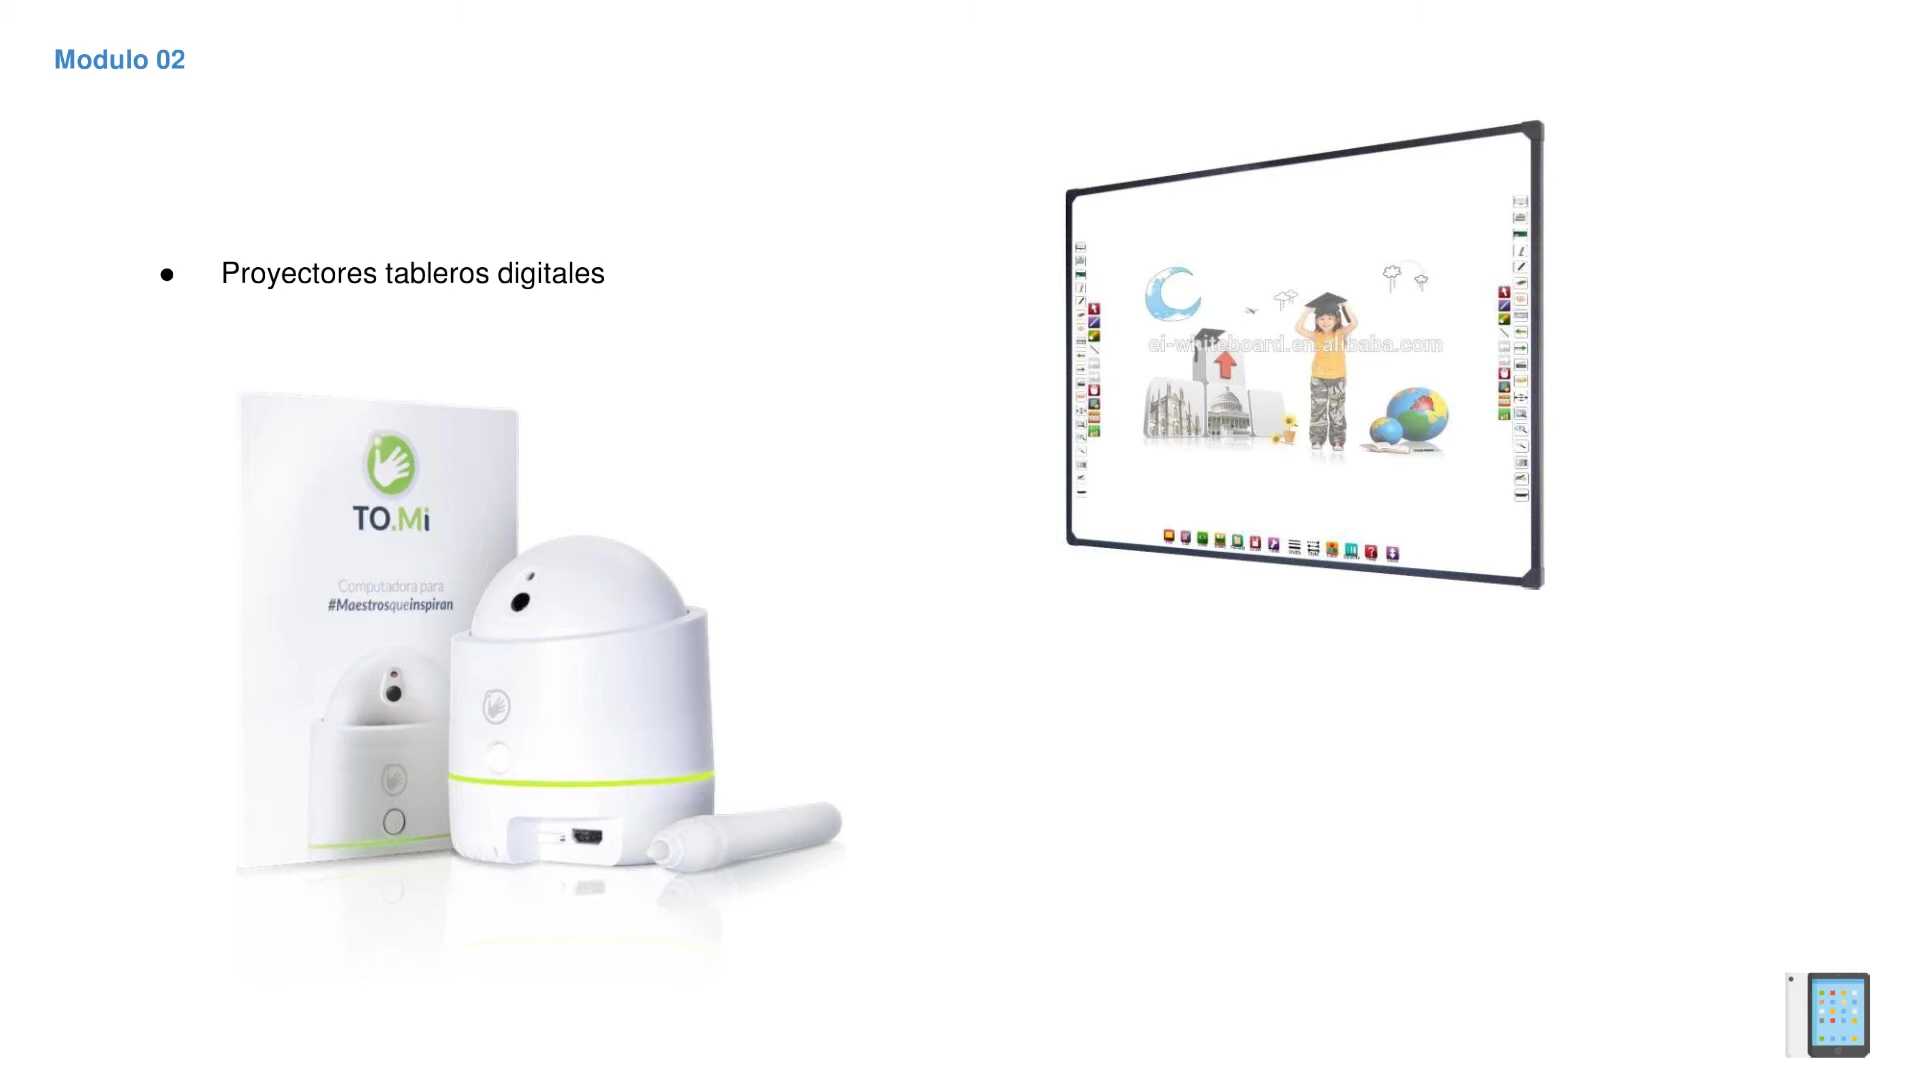 Modulo 02
● Proyectores tableros digitales
ei-whiteboard.en.alibaba.com
TO.Mi
Computadora para
#Maestrosqueinspiran